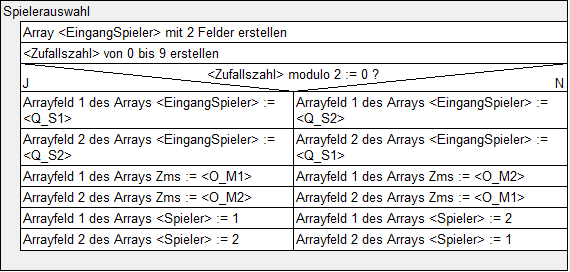 Spielerauswahl
Array <EingangSpieler> mit 2 Felder erstellen
<Zufallszahl> von 0 bis 9 erstellen
<Zufallszahl> modulo 2 := 0 ?
J
N
Arrayfeld 1 des Arrays <EingangSpieler> :=
<Q_S1>
Arrayfeld 1 des Arrays <EingangSpieler> :=
<Q_S2>
Arrayfeld 2 des Arrays <EingangSpieler> :=
<Q_S2>
Arrayfeld 2 des Arrays <EingangSpieler> :=
<Q_S1>
Arrayfeld 1 des Arrays Zms := <O_M1>
Arrayfeld 1 des Arrays Zms := <O_M2>
Arrayfeld 2 des Arrays Zms := <O_M2>
Arrayfeld 2 des Arrays Zms := <O_M1>
Arrayfeld 1 des Arrays <Spieler> := 1
Arrayfeld 1 des Arrays <Spieler> := 2
Arrayfeld 2 des Arrays <Spieler> := 2
Arrayfeld 2 des Arrays <Spieler> := 1